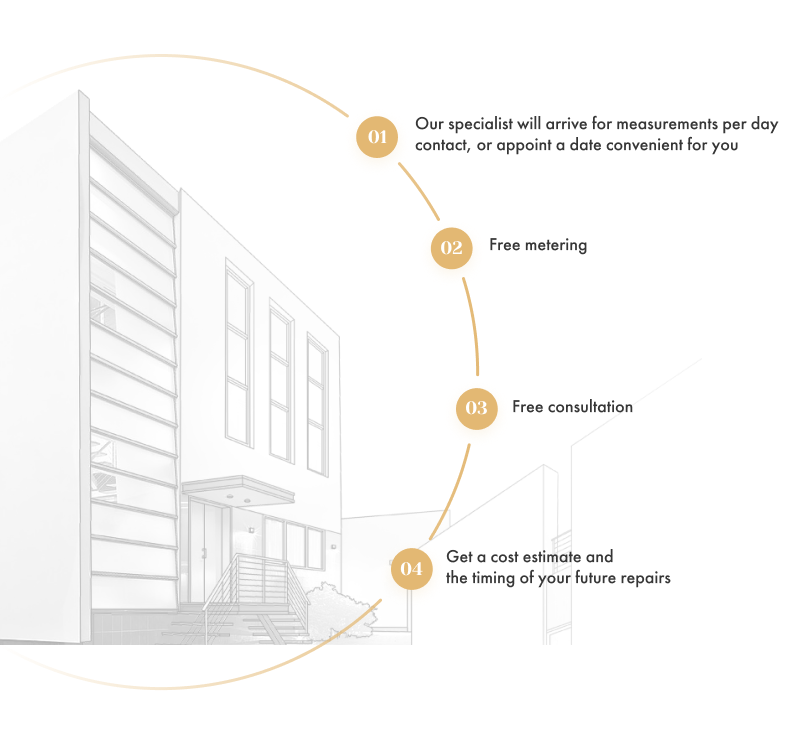 01
Our specialist will arrive for measurements per day
contact, or appoint a date convenient for you
02
Free metering
03
Free consultation
04
Get a cost estimate and
the timing of your future repairs